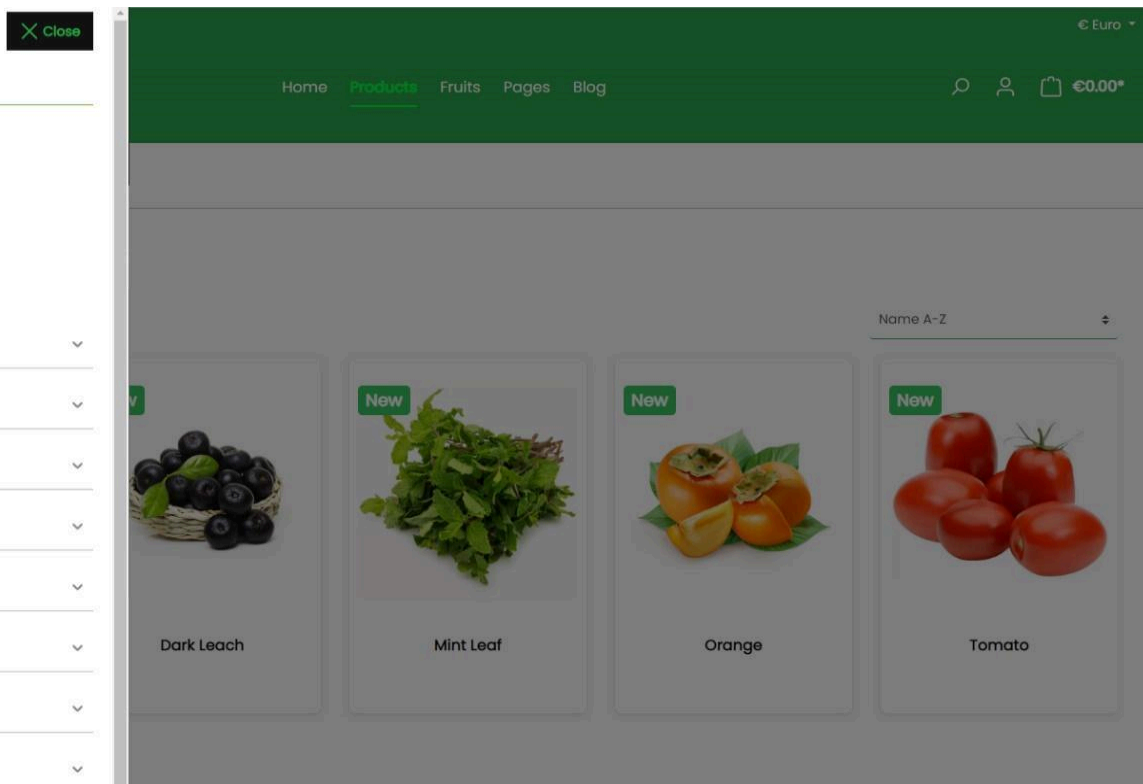 Close
€ Euro
Home Products Fruits Pages Blog
€0.00*
Name A-Z
New
New
New
Dark Leach
Mint Leaf
Orange
Tomato